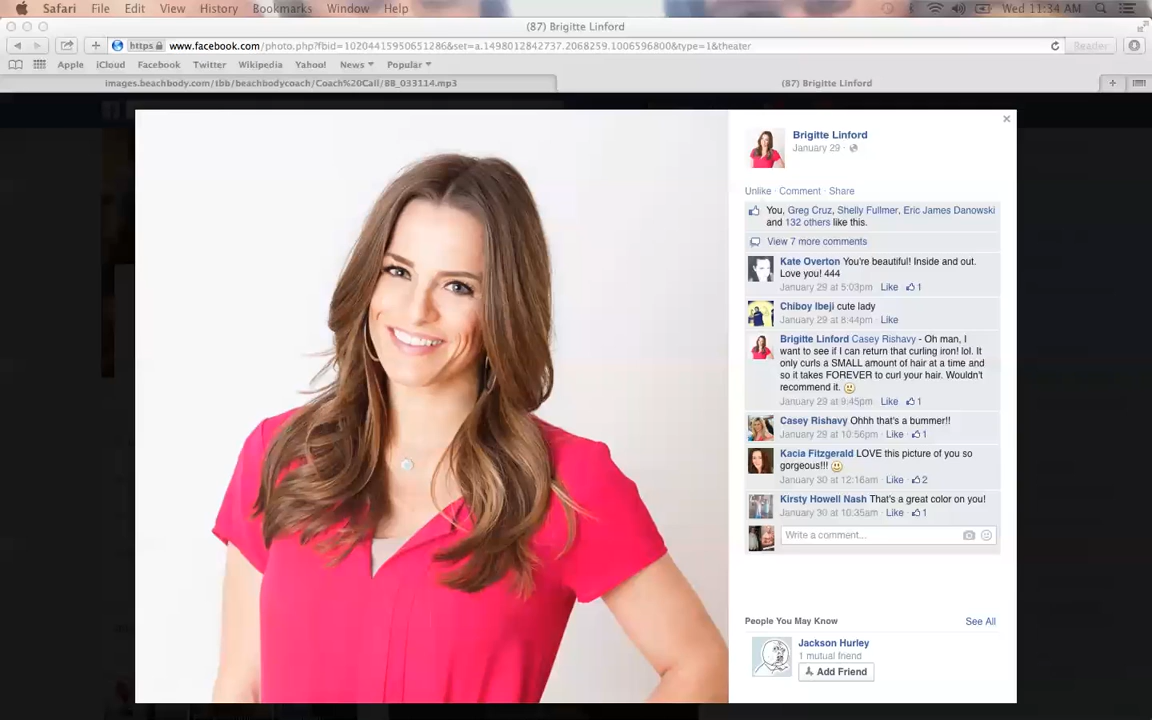 Safari File Edit View History Bookmarks Window Help Wed 11:34 AM
(87) Brigitte Linford
https www.facebook.com/photo.php?fbid=10204415950651286&set=a.1498012842737.2068259.1006596800&type=1&theater Reader
Apple iCloud Facebook Twitter Wikipedia Yahoo! News Popular
images.beachbody.com/tbb/beachbodycoach/Coach%20Call/BB_033114.mp3 (87) Brigitte Linford
Brigitte Linford
January 29 ·
Unlike · Comment · Share
You, Greg Cruz, Shelly Fullmer, Eric James Danowski
and 132 others like this.
View 7 more comments
Kate Overton You're beautiful! Inside and out.
Love you! 444
January 29 at 5:03pm · Like · 1
Chiboy Ibeji cute lady
January 29 at 8:44pm · Like
Brigitte Linford Casey Rishavy - Oh man, I
want to see if I can return that curling iron! lol. It
only curls a SMALL amount of hair at a time and
so it takes FOREVER to curl your hair. Wouldn't
recommend it.
January 29 at 9:45pm · Like · 1
Casey Rishavy Ohhh that's a bummer!!
January 29 at 10:56pm · Like · 1
Kacia Fitzgerald LOVE this picture of you so
gorgeous!!!
January 30 at 12:16am · Like · 2
Kirsty Howell Nash That's a great color on you!
January 30 at 10:35am · Like · 1
Write a comment...
People You May Know See All
Jackson Hurley
1 mutual friend
Add Friend